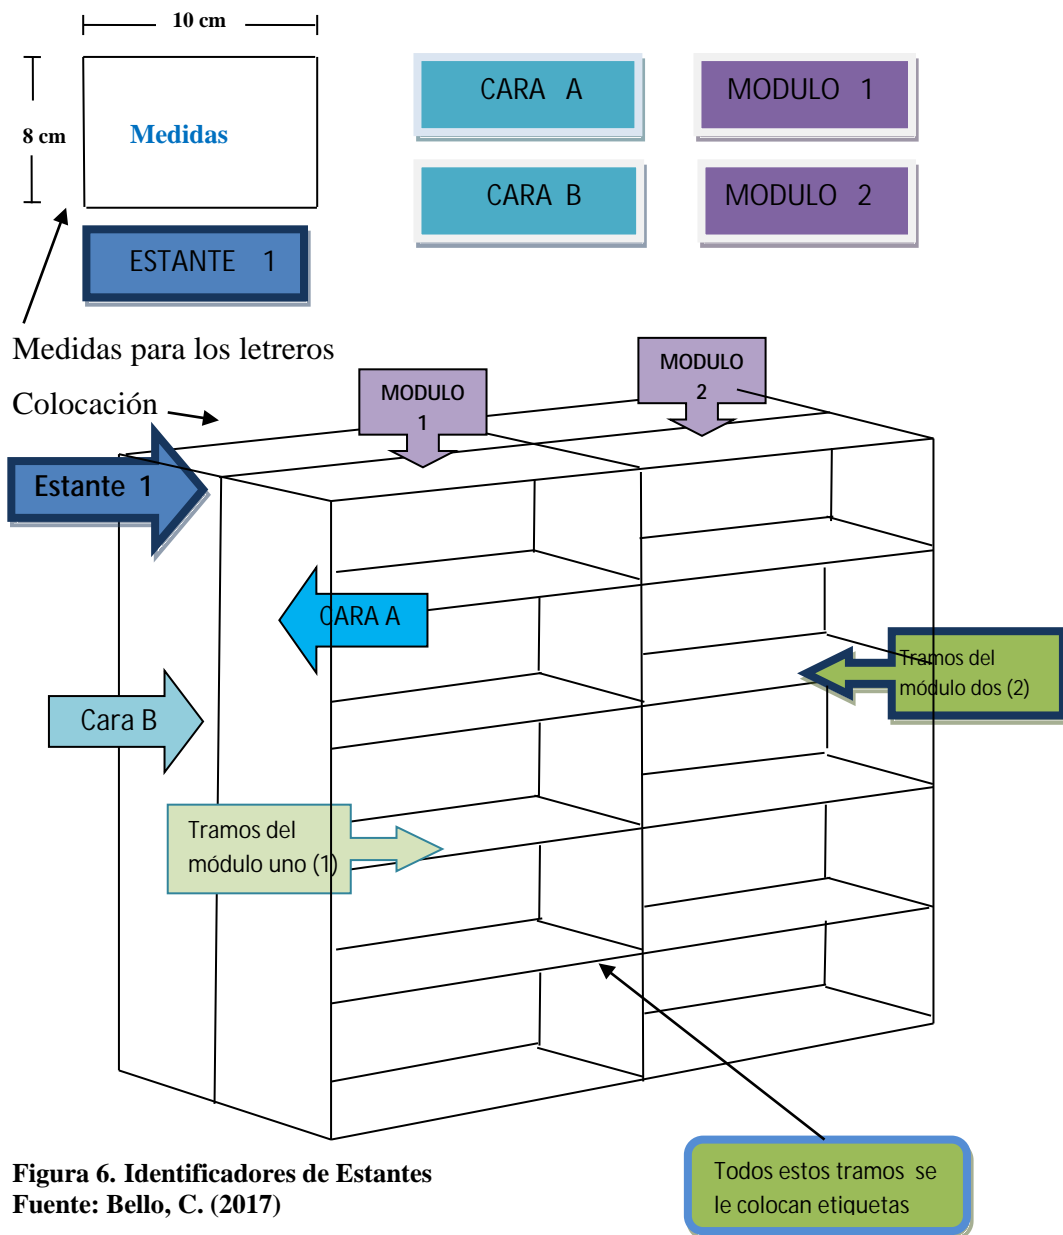 10 cm
8 cm
Medidas
CARA A
MODULO 1
CARA B
MODULO 2
ESTANTE 1
Medidas para los letreros
Colocación
MODULO
1
MODULO
2
Estante 1
CARA A
Tramos del
módulo dos (2)
Cara B
Tramos del
módulo uno (1)
Todos estos tramos se
le colocan etiquetas
Figura 6. Identificadores de Estantes
Fuente: Bello, C. (2017)